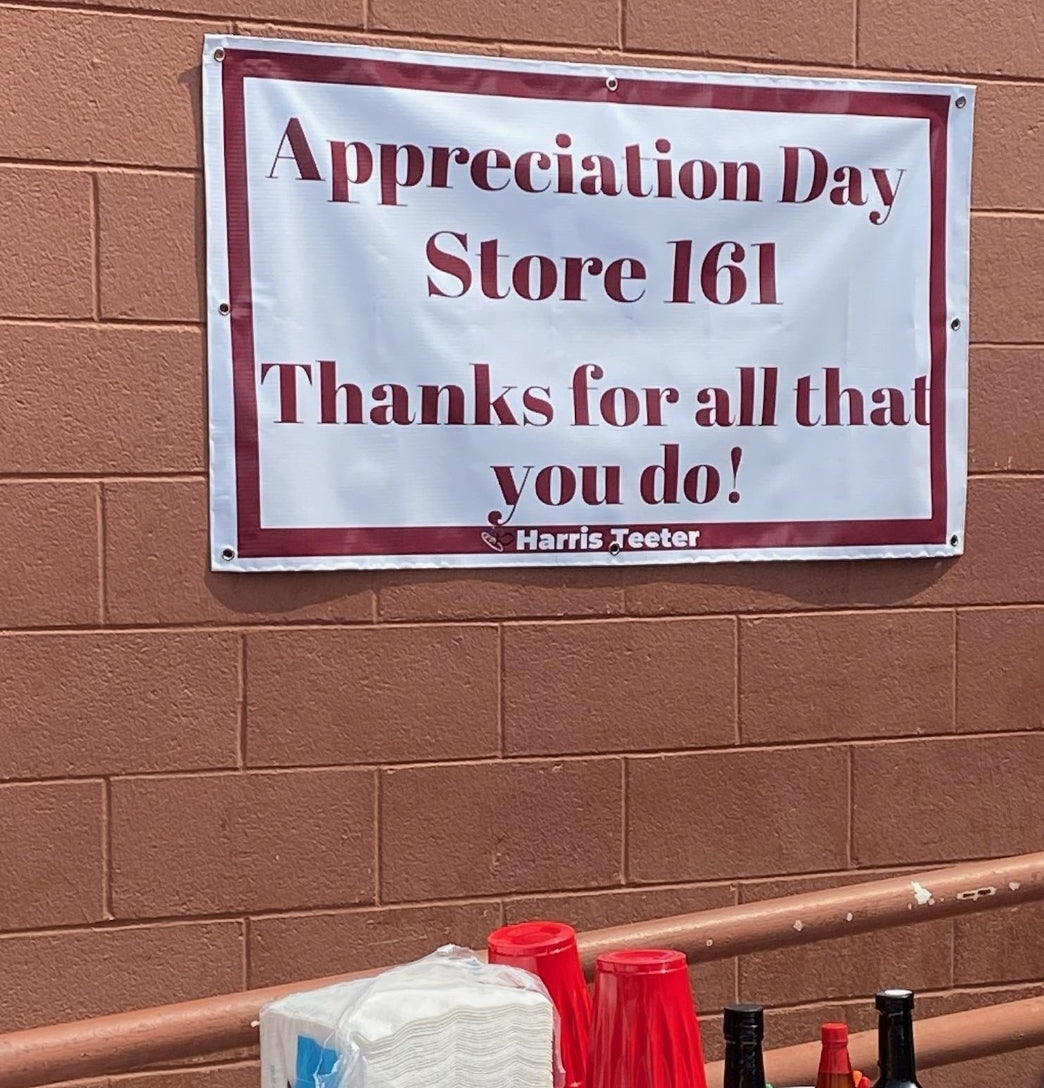 Appreciation Day
Store 161
Thanks for all that
you do!
Harris Teeter